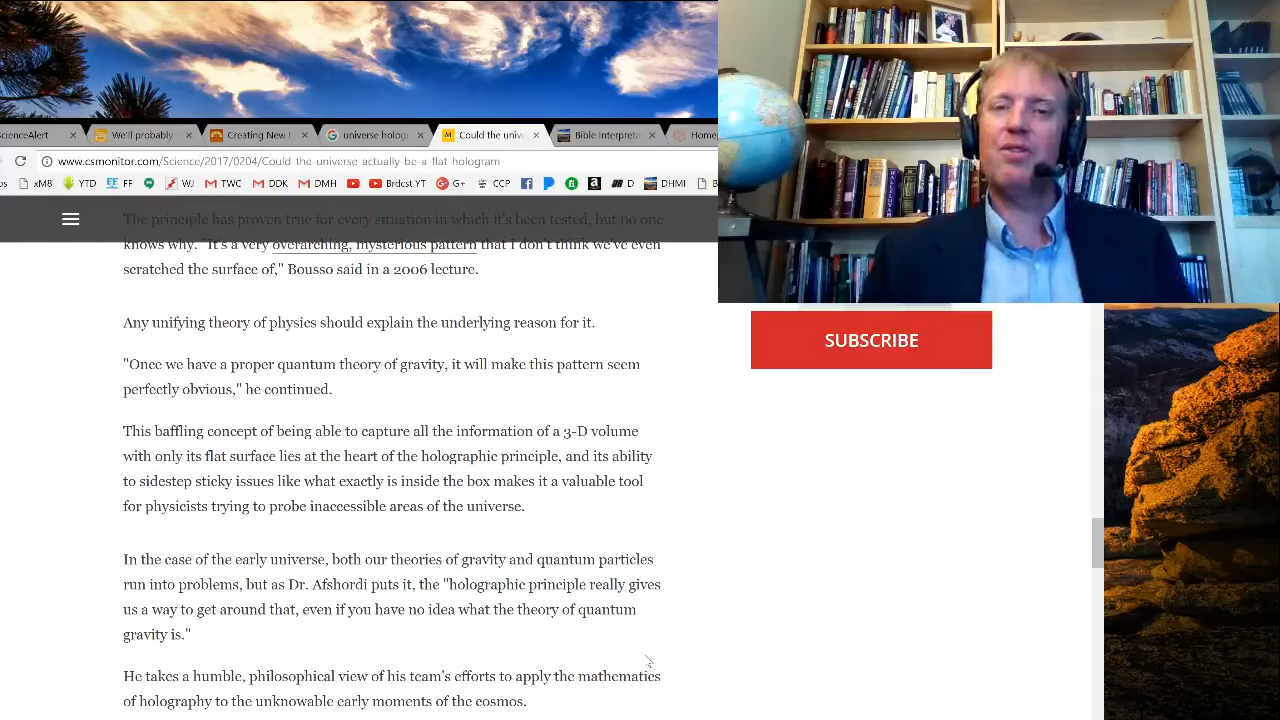 ScienceAlert
We'll probably
Creating New
universe holog
Could the univ
Bible Interpreta
Home
www.csmonitor.com/Science/2017/0204/Could-the-universe-actually-be-a-flat-hologram
xM8 YTD FF WJ TWC DDK DMH Brdcst YT G+ CCP D DHMI
The principle has proven true for every situation in which it's been tested, but no one
knows why. "It's a very overarching, mysterious pattern that I don't think we've even
scratched the surface of," Bousso said in a 2006 lecture.
Any unifying theory of physics should explain the underlying reason for it.
"Once we have a proper quantum theory of gravity, it will make this pattern seem
perfectly obvious," he continued.
This baffling concept of being able to capture all the information of a 3-D volume
with only its flat surface lies at the heart of the holographic principle, and its ability
to sidestep sticky issues like what exactly is inside the box makes it a valuable tool
for physicists trying to probe inaccessible areas of the universe.
In the case of the early universe, both our theories of gravity and quantum particles
run into problems, but as Dr. Afshordi puts it, the "holographic principle really gives
us a way to get around that, even if you have no idea what the theory of quantum
gravity is."
He takes a humble, philosophical view of his team's efforts to apply the mathematics
of holography to the unknowable early moments of the cosmos.
SUBSCRIBE